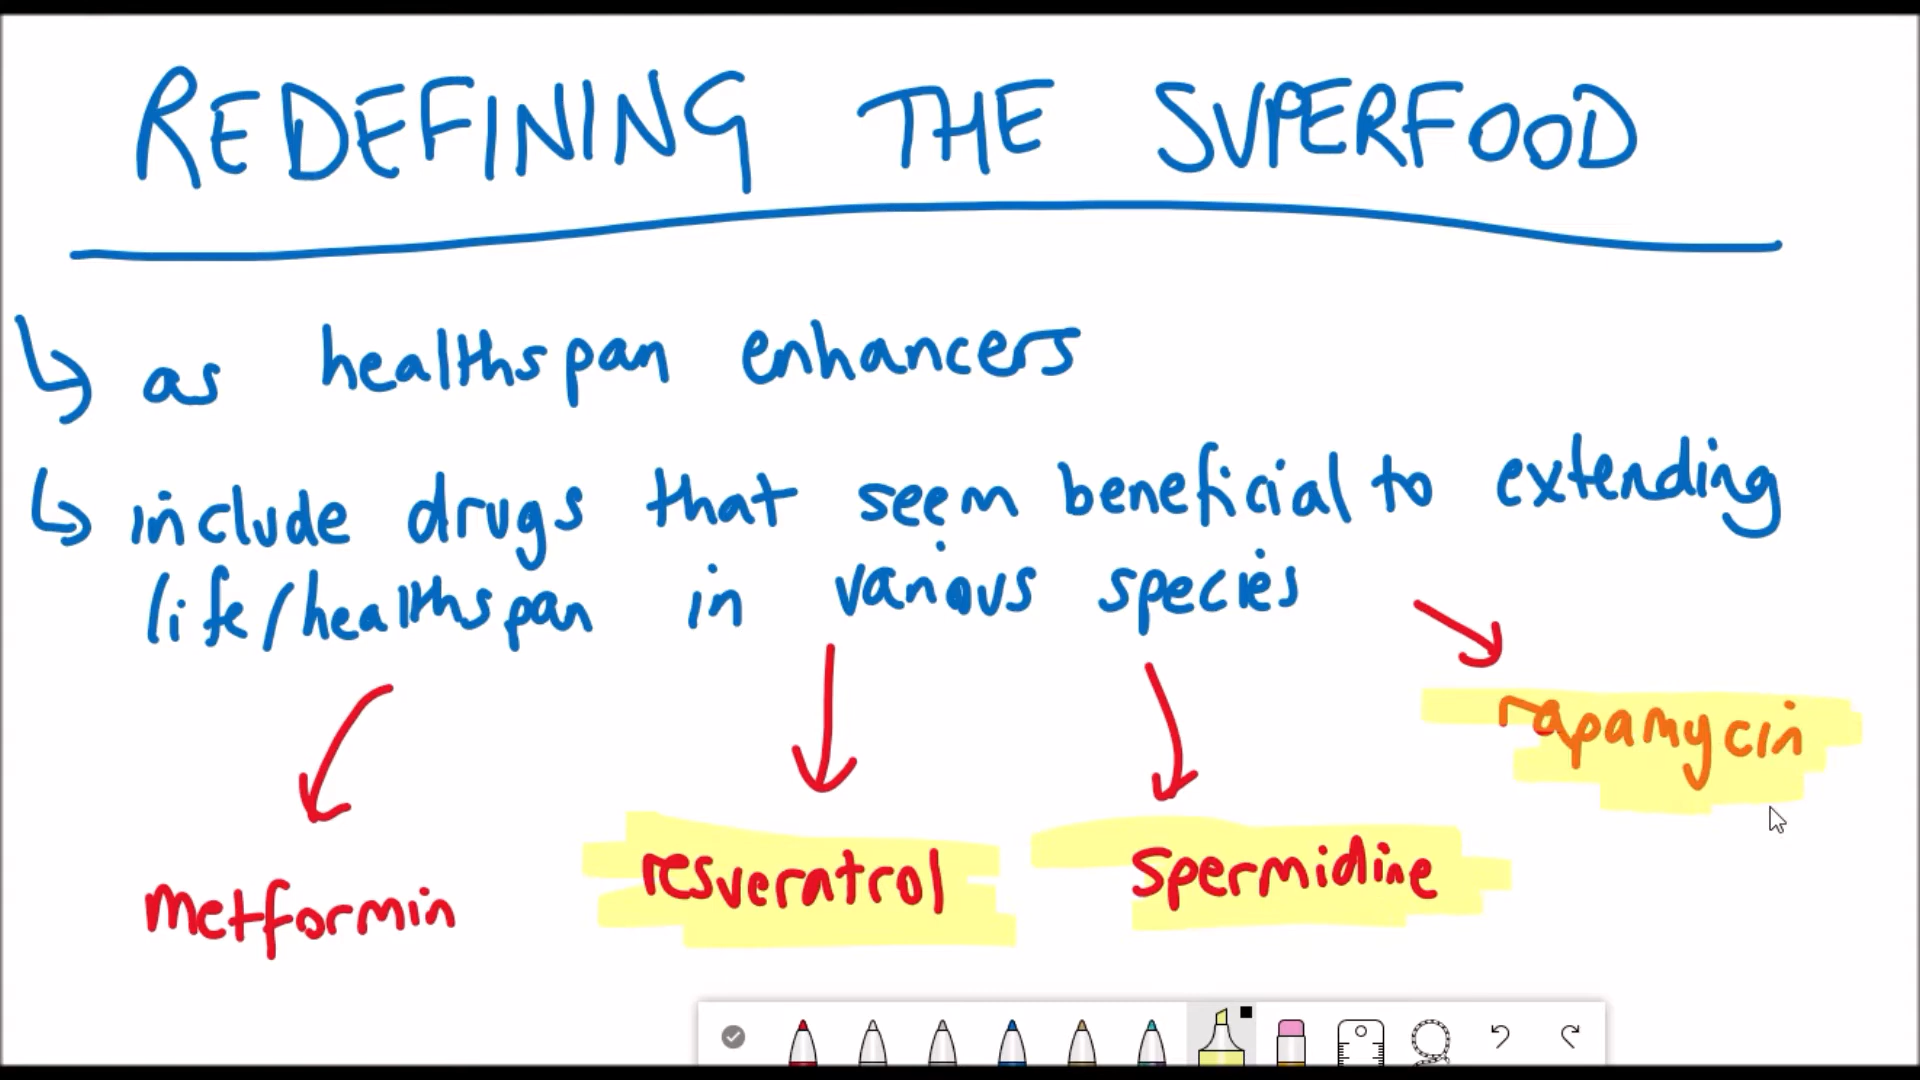 REDEFINING THE SUPERFOOD
↳ as healthspan enhancers
↳ include drugs that seem beneficial to extending
life/healthspan in various species
rapamycin
metformin resveratrol spermidine